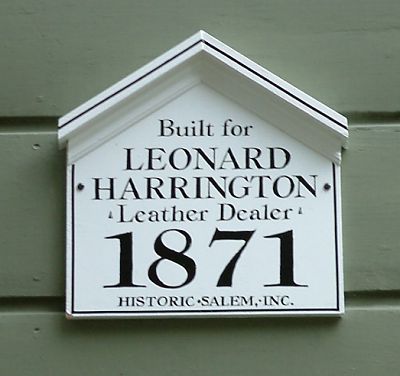 Built for
LEONARD
HARRINGTON
Leather Dealer
1871
HISTORIC·SALEM,·INC.